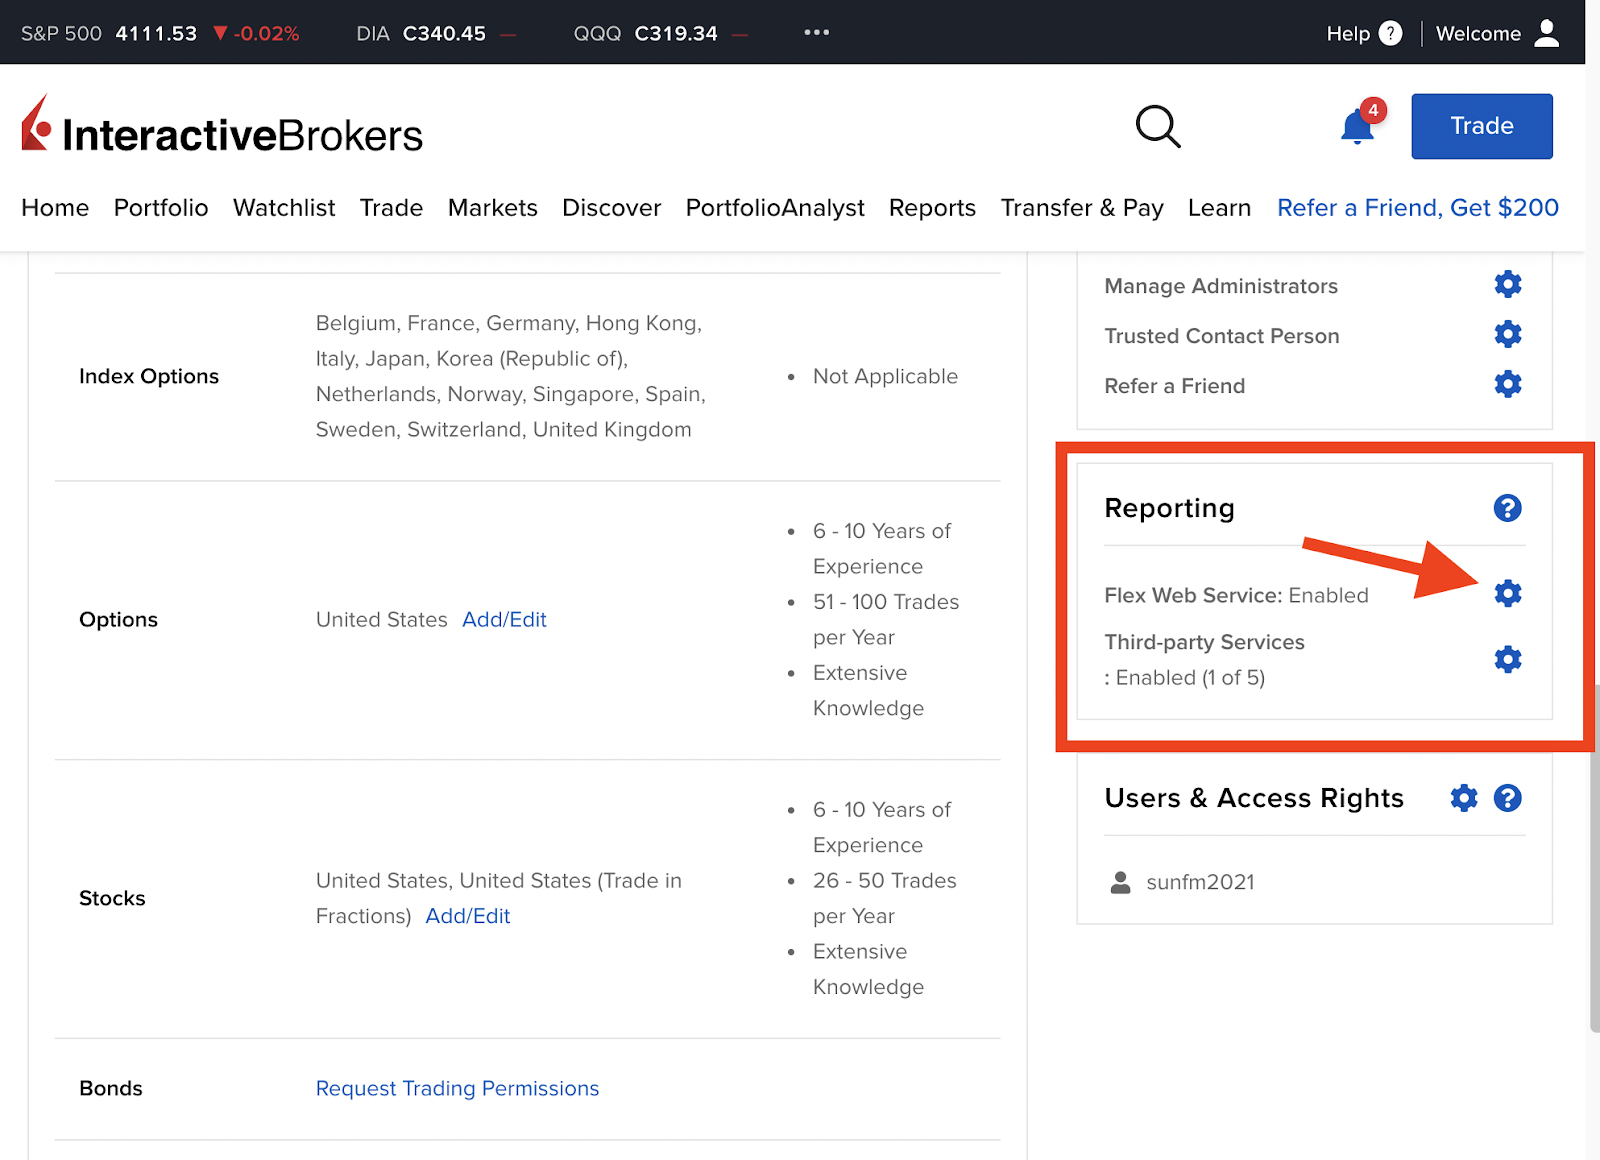 S&P 500 4111.53 ▼ -0.02% DIA C340.45 — QQQ C319.34 — ••• Help ? Welcome
InteractiveBrokers 4 Trade
Home Portfolio Watchlist Trade Markets Discover PortfolioAnalyst Reports Transfer & Pay Learn Refer a Friend, Get $200
Index Options
Belgium, France, Germany, Hong Kong,
Italy, Japan, Korea (Republic of),
Netherlands, Norway, Singapore, Spain,
Sweden, Switzerland, United Kingdom
• Not Applicable
Options
United States Add/Edit
• 6 - 10 Years of
Experience
• 51 - 100 Trades
per Year
• Extensive
Knowledge
Stocks
United States, United States (Trade in
Fractions) Add/Edit
• 6 - 10 Years of
Experience
• 26 - 50 Trades
per Year
• Extensive
Knowledge
Bonds
Request Trading Permissions
Manage Administrators
Trusted Contact Person
Refer a Friend
Reporting ?
Flex Web Service: Enabled
Third-party Services
: Enabled (1 of 5)
Users & Access Rights ?
sunfm2021